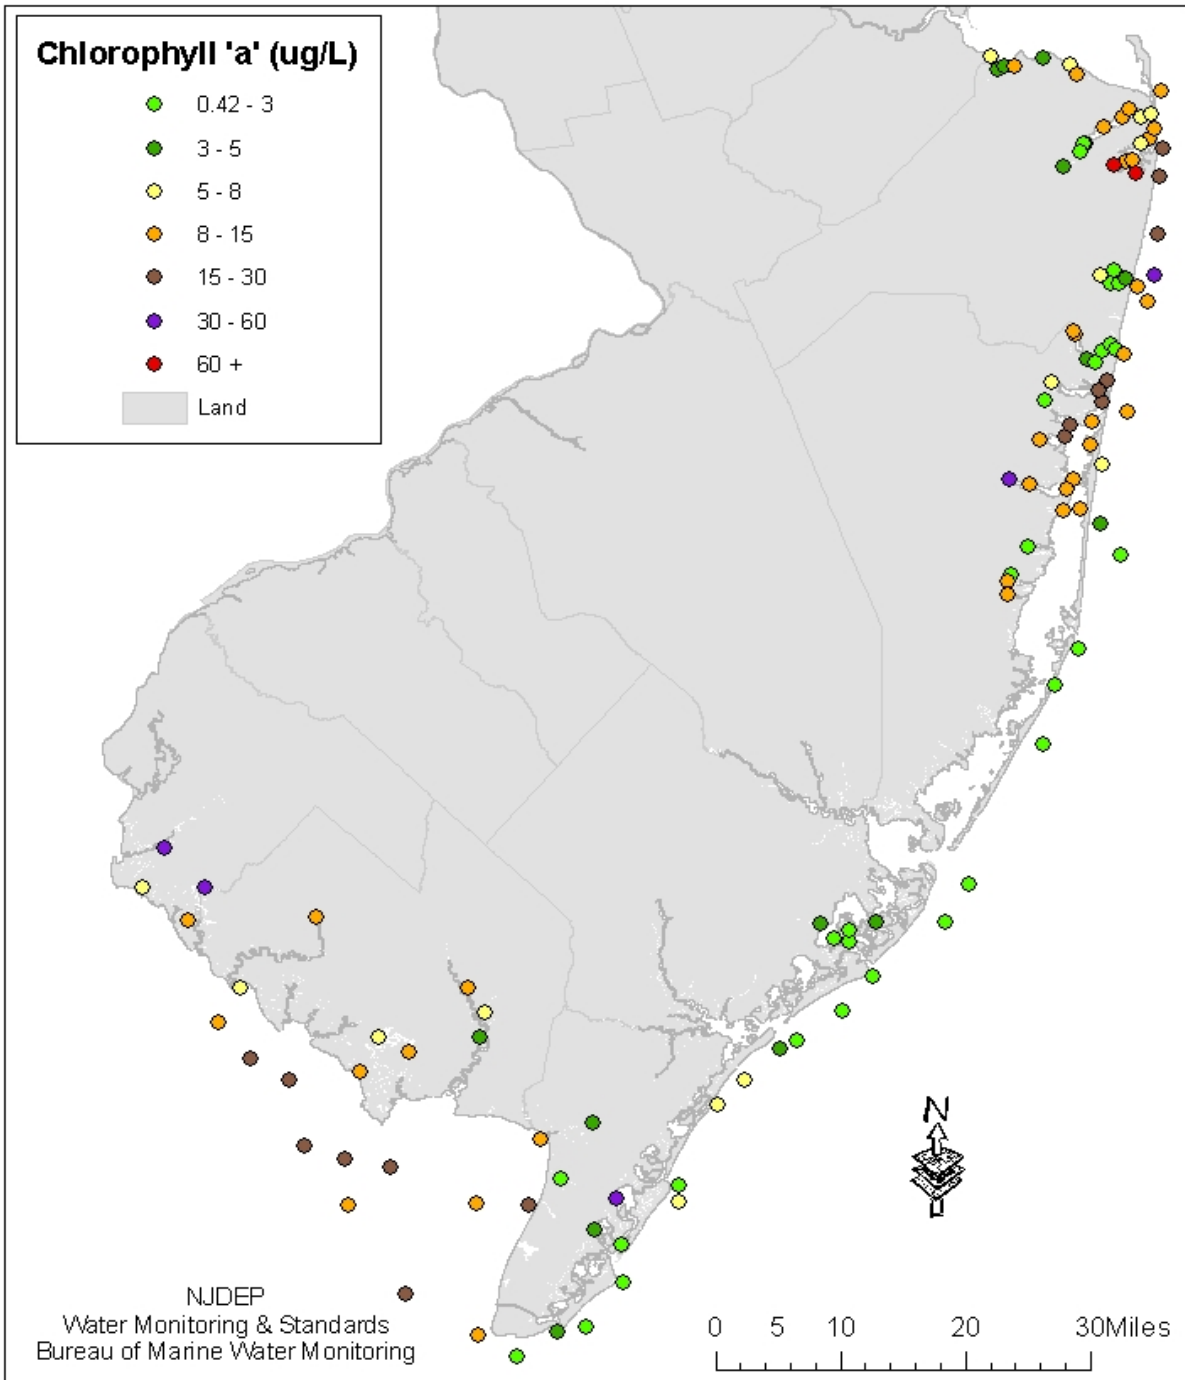 Chlorophyll 'a' (ug/L)
0.42 - 3
3 - 5
5 - 8
8 - 15
15 - 30
30 - 60
60 +
Land
N
NJDEP
Water Monitoring & Standards
Bureau of Marine Water Monitoring
0 5 10 20 30Miles